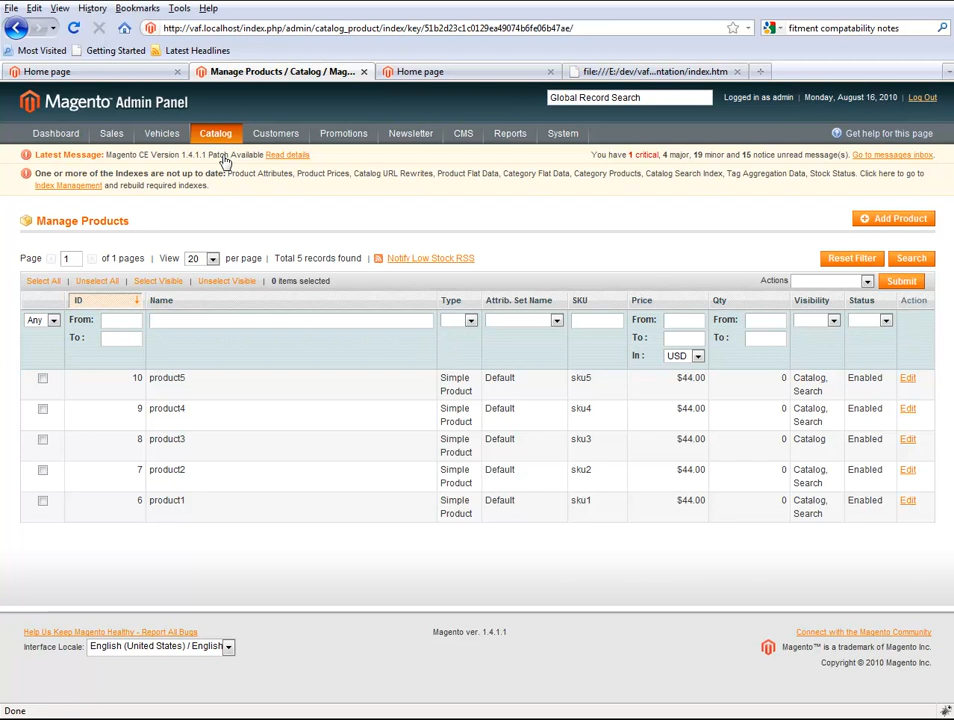 File Edit View History Bookmarks Tools Help
http://vaf.localhost/index.php/admin/catalog_product/index/key/51b2d23c1c0129ea49074b6fe06b47ae/
fitment compatability notes
Most Visited Getting Started Latest Headlines
Home page Manage Products / Catalog / Mag... Home page file:///E:/dev/vaf...ntation/index.htm
Magento Admin Panel
Global Record Search
Logged in as admin | Monday, August 16, 2010 | Log Out
Dashboard Sales Vehicles Catalog Customers Promotions Newsletter CMS Reports System Get help for this page
Latest Message: Magento CE Version 1.4.1.1 Patch Available Read details You have 1 critical, 4 major, 19 minor and 15 notice unread message(s). Go to messages inbox.
One or more of the Indexes are not up to date: Product Attributes, Product Prices, Catalog URL Rewrites, Product Flat Data, Category Flat Data, Category Products, Catalog Search Index, Tag Aggregation Data, Stock Status. Click here to go to
Index Management and rebuild required indexes.
Manage Products
Add Product
Page 1 of 1 pages | View 20 per page | Total 5 records found | Notify Low Stock RSS
Reset Filter Search
Select All | Unselect All | Select Visible | Unselect Visible | 0 items selected
Actions Submit
ID Name Type Attrib. Set Name SKU Price Qty Visibility Status Action
Any From: From: From:
To : To : To :
In : USD
10 product5 Simple Product Default sku5 $44.00 0 Catalog, Search Enabled Edit
9 product4 Simple Product Default sku4 $44.00 0 Catalog, Search Enabled Edit
8 product3 Simple Product Default sku3 $44.00 0 Catalog Enabled Edit
7 product2 Simple Product Default sku2 $44.00 0 Catalog, Search Enabled Edit
6 product1 Simple Product Default sku1 $44.00 0 Catalog, Search Enabled Edit
Help Us Keep Magento Healthy - Report All Bugs
Interface Locale: English (United States) / English
Magento ver. 1.4.1.1
Connect with the Magento Community
Magento™ is a trademark of Magento Inc.
Copyright © 2010 Magento Inc.
Done